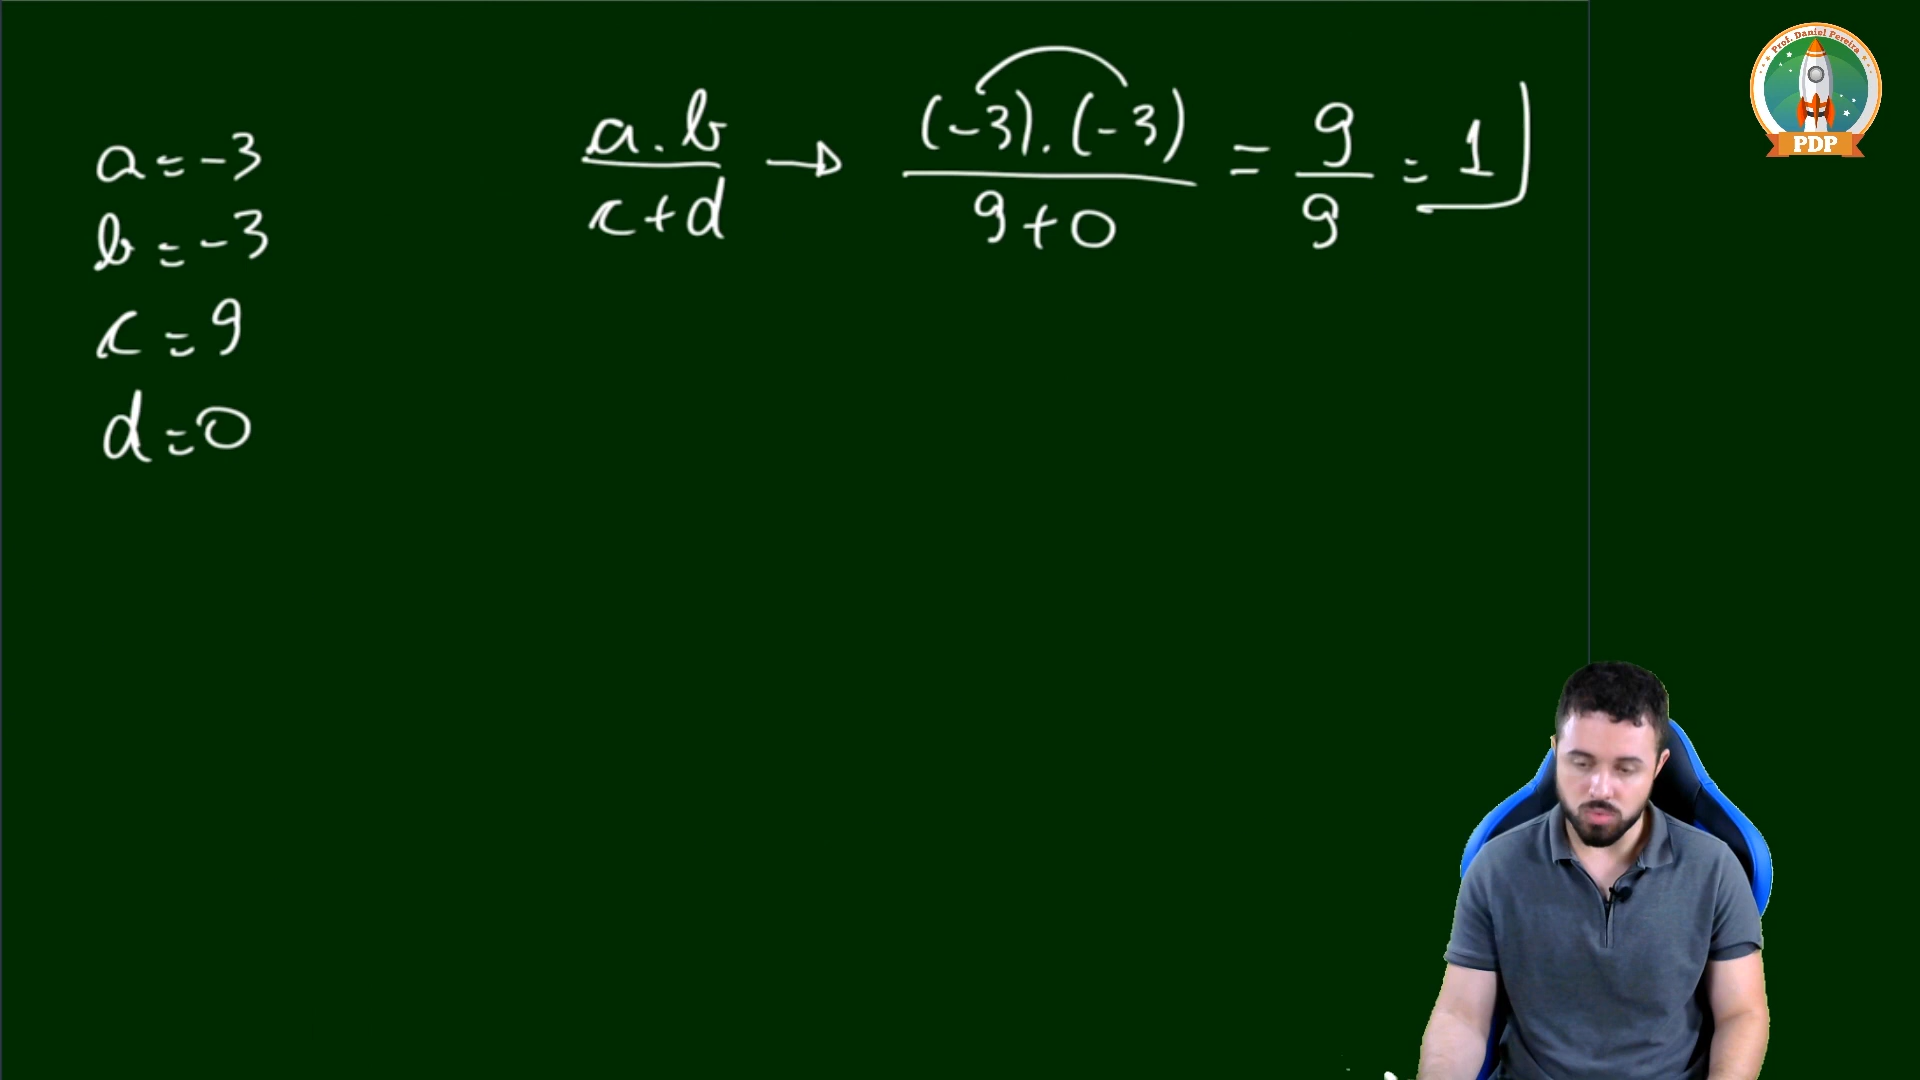 a = -3
b = -3
c = 9
d = 0
a.b / c+d → (-3).(-3) / 9+0 = 9/9 = 1
Prof. Daniel Pereira
PDP